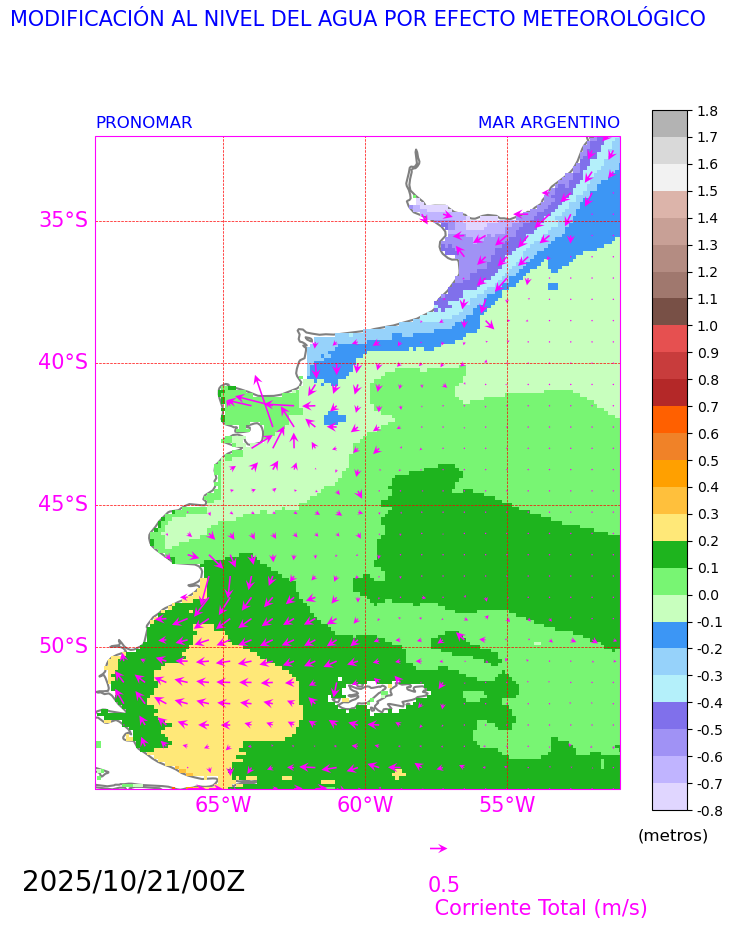 MODIFICACIÓN AL NIVEL DEL AGUA POR EFECTO METEOROLÓGICO
PRONOMAR MAR ARGENTINO
35°S
40°S
45°S
50°S
65°W 60°W 55°W
1.8
1.7
1.6
1.5
1.4
1.3
1.2
1.1
1.0
0.9
0.8
0.7
0.6
0.5
0.4
0.3
0.2
0.1
0.0
-0.1
-0.2
-0.3
-0.4
-0.5
-0.6
-0.7
-0.8
(metros)
2025/10/21/00Z
0.5
Corriente Total (m/s)